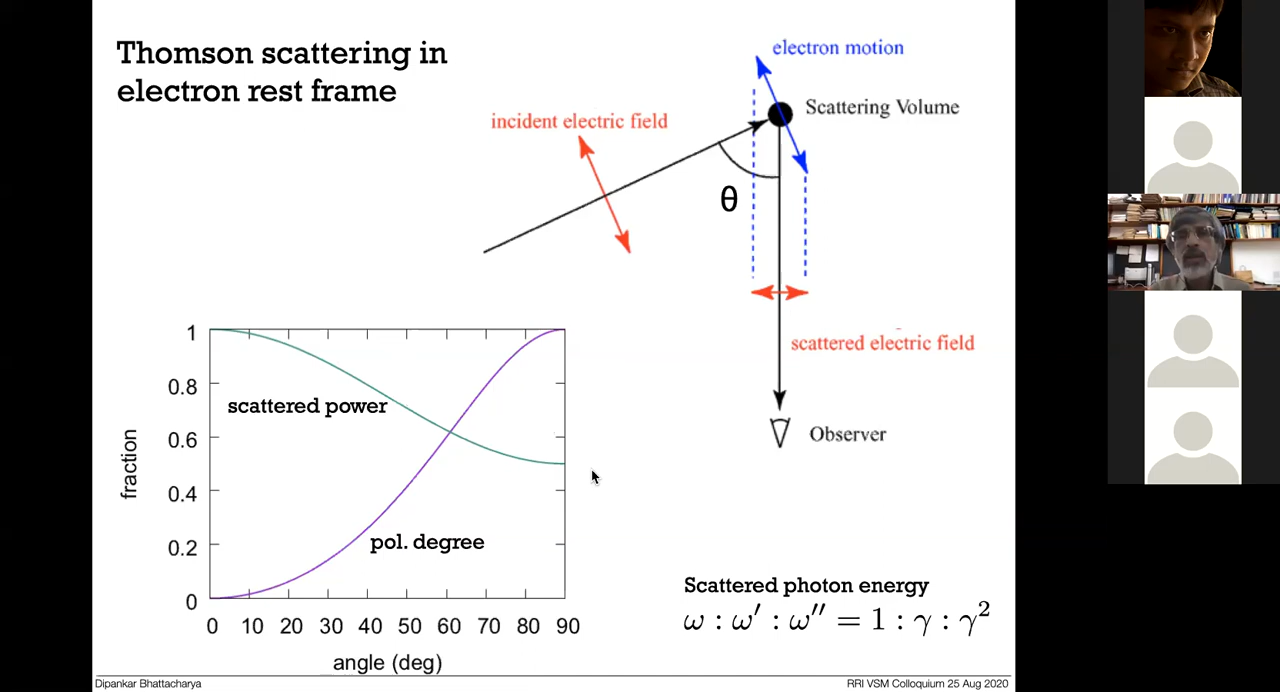 Thomson scattering in
electron rest frame
electron motion
Scattering Volume
incident electric field
θ
scattered electric field
Observer
1
0.8
0.6
0.4
0.2
0
fraction
scattered power
pol. degree
0 10 20 30 40 50 60 70 80 90
angle (deg)
Scattered photon energy
ω : ω′ : ω″ = 1 : γ : γ²
Dipankar Bhattacharya
RRI VSM Colloquium 25 Aug 2020